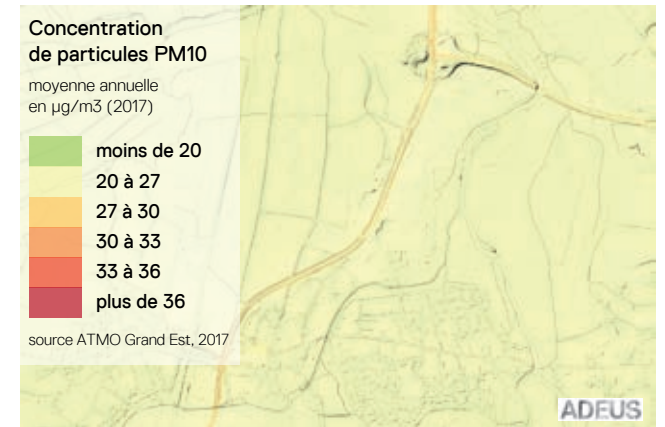 Concentration
de particules PM10
moyenne annuelle
en µg/m3 (2017)
moins de 20
20 à 27
27 à 30
30 à 33
33 à 36
plus de 36
source ATMO Grand Est, 2017
ADEUS